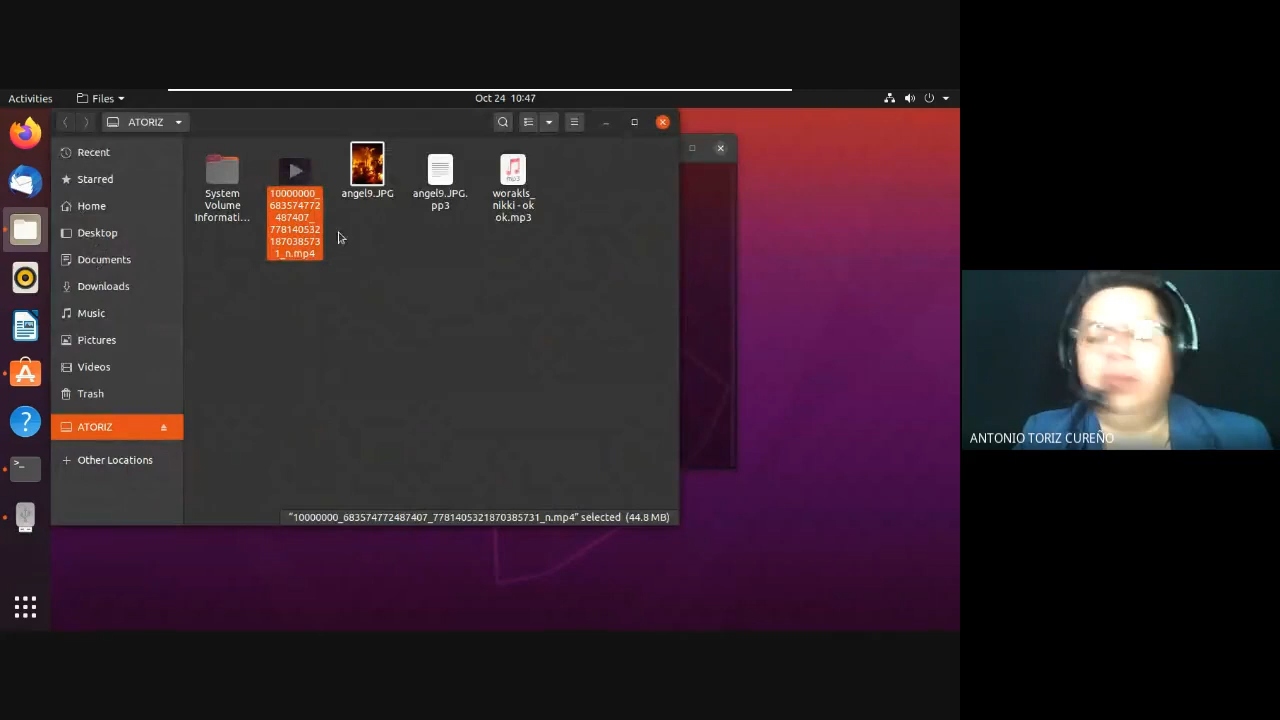 Activities
Files
Oct 24 10:47
ATORIZ
Recent
Starred
Home
Desktop
Documents
Downloads
Music
Pictures
Videos
Trash
ATORIZ
Other Locations
System
Volume
Informati...
10000000_
683574772
487407_
778140532
187038573
1_n.mp4
angel9.JPG
angel9.JPG.
pp3
mp3
worakls_
nikki - ok
ok.mp3
"10000000_683574772487407_7781405321870385731_n.mp4" selected (44.8 MB)
ANTONIO TORIZ CUREÑO